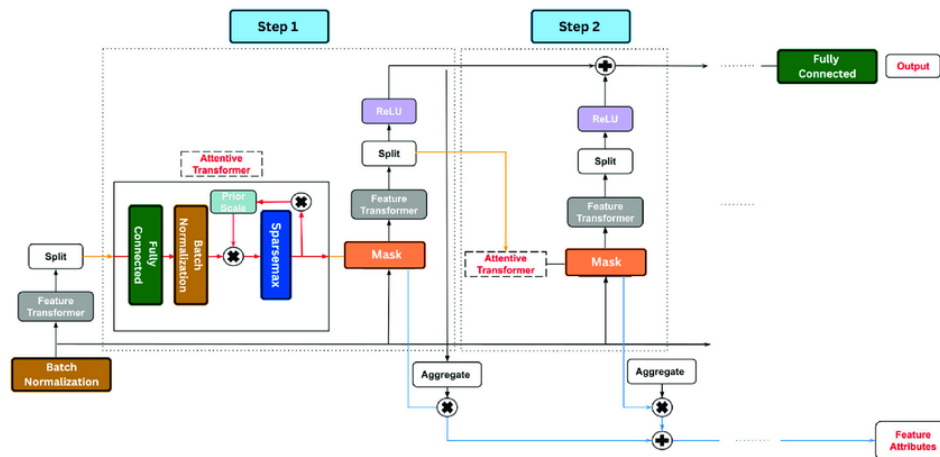 Step 1
Step 2
Fully
Connected
Output
ReLU
ReLU
Attentive
Transformer
Split
Split
Prior
Scale
Feature
Transformer
Feature
Transformer
Fully
Connected
Batch
Normalization
Sparsemax
Split
Mask
Attentive
Transformer
Mask
Feature
Transformer
Batch
Normalization
Aggregate
Aggregate
Feature
Attributes